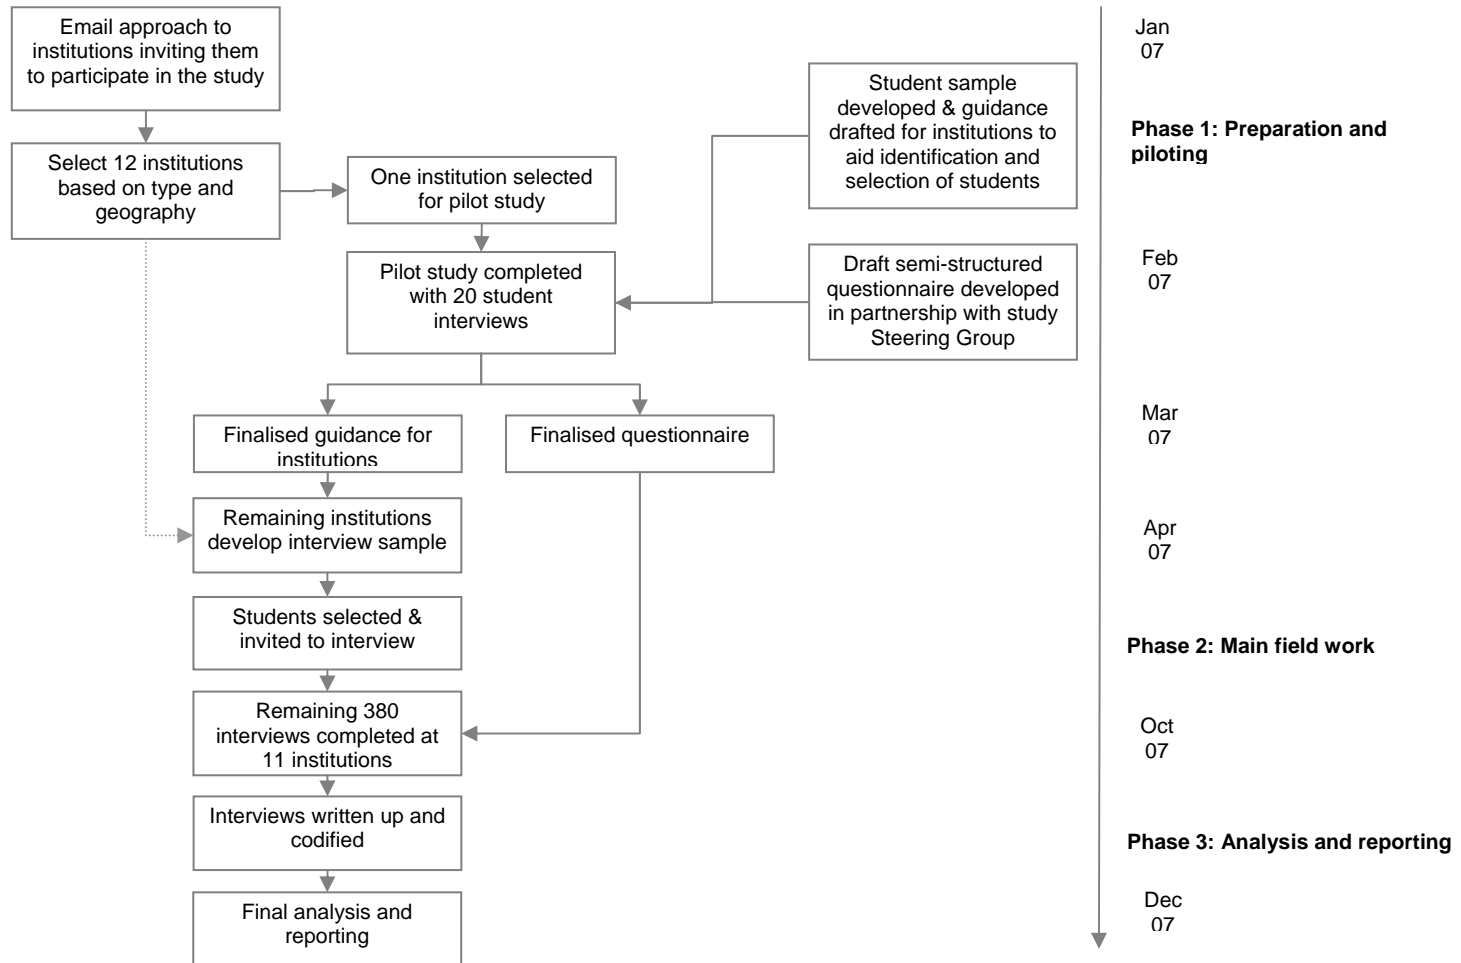 Email approach to
institutions inviting them
to participate in the study
Select 12 institutions
based on type and
geography
One institution selected
for pilot study
Student sample
developed & guidance
drafted for institutions to
aid identification and
selection of students
Pilot study completed
with 20 student
interviews
Draft semi-structured
questionnaire developed
in partnership with study
Steering Group
Finalised guidance for
institutions
Finalised questionnaire
Remaining institutions
develop interview sample
Students selected &
invited to interview
Remaining 380
interviews completed at
11 institutions
Interviews written up and
codified
Final analysis and
reporting
Jan
07
Phase 1: Preparation and
piloting
Feb
07
Mar
07
Apr
07
Phase 2: Main field work
Oct
07
Phase 3: Analysis and reporting
Dec
07